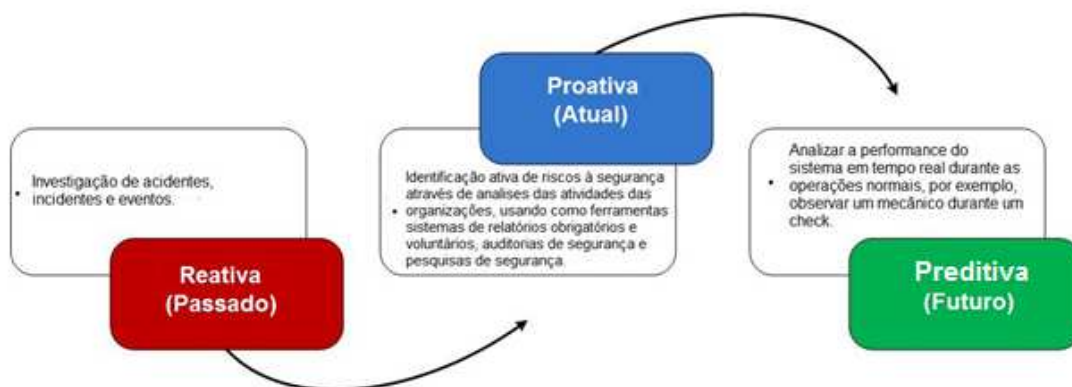 Investigação de acidentes,
• incidentes e eventos.
Reativa
(Passado)
Proativa
(Atual)
Identificação ativa de riscos à segurança
através de analises das atividades das
• organizações, usando como ferramentas
sistemas de relatórios obrigatórios e
voluntários, auditorias de segurança e
pesquisas de segurança.
Analizar a performance do
sistema em tempo real durante as
• operações normais, por exemplo,
observar um mecânico durante um
check.
Preditiva
(Futuro)